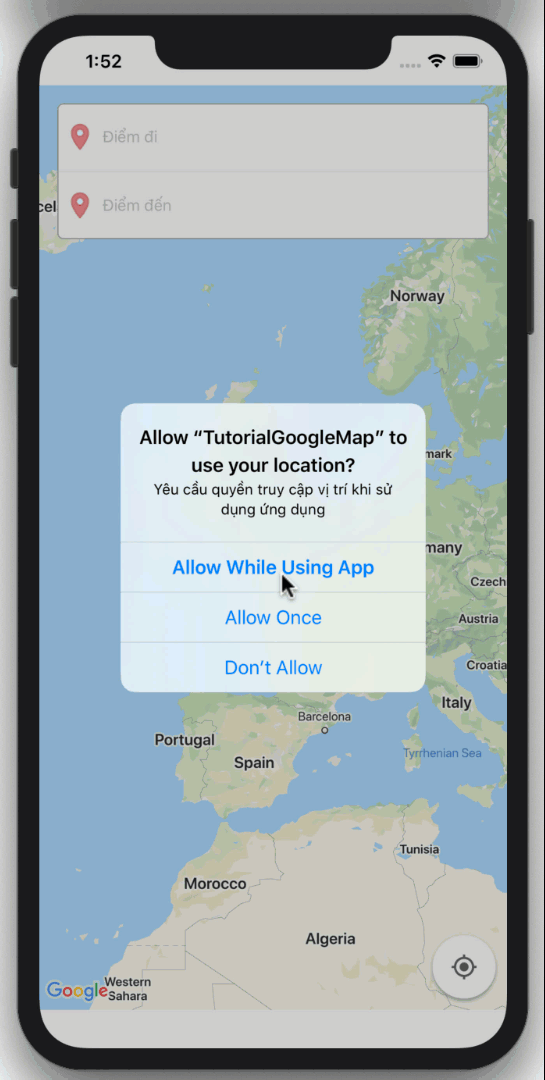 1:52
Điểm đi
cel
Điểm đến
Norway
Allow “TutorialGoogleMap” to
use your location?
Yêu cầu quyền truy cập vị trí khi sử
dụng ứng dụng
mark
many
Allow While Using App
Czech
Allow Once
Austria
Croatia
Don’t Allow
Italy
Barcelona
Portugal
Tyrrhenian Sea
Spain
Tunisia
Morocco
Algeria
Google
Western
Sahara